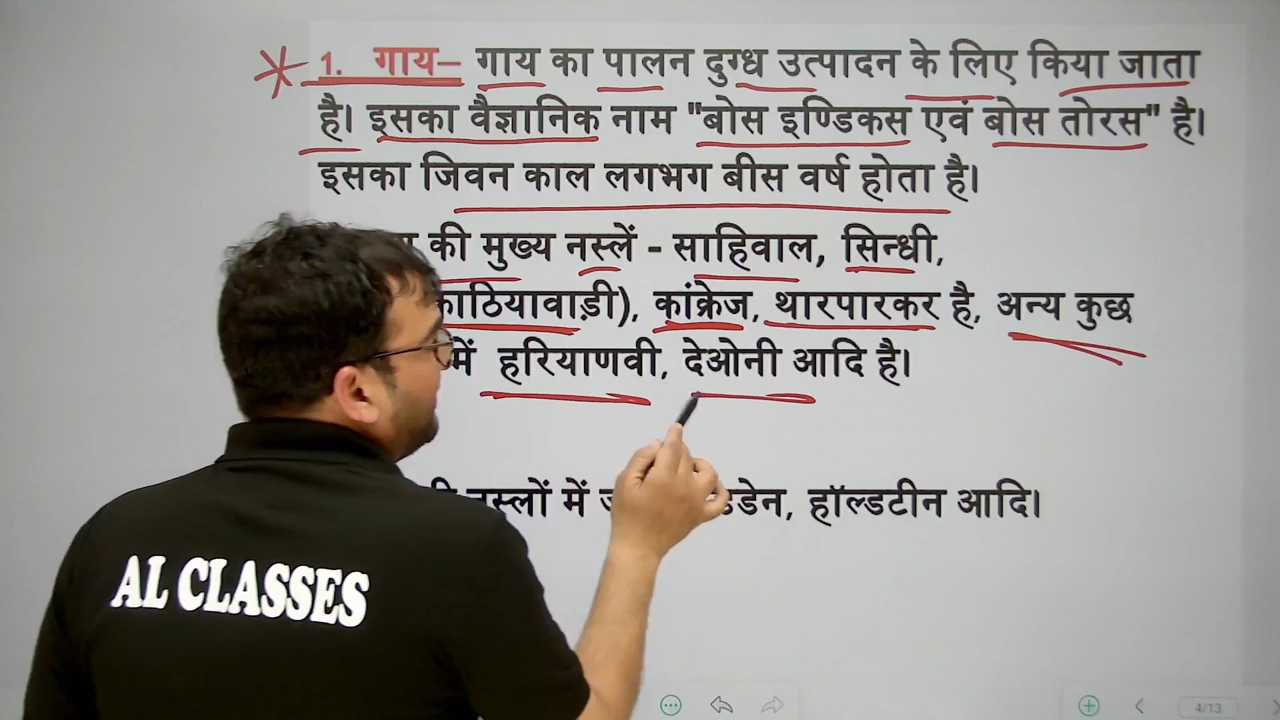 1. गाय– गाय का पालन दुग्ध उत्पादन के लिए किया जाता
है। इसका वैज्ञानिक नाम "बोस इण्डिकस एवं बोस तोरस" है।
इसका जिवन काल लगभग बीस वर्ष होता है।
की मुख्य नस्लें - साहिवाल, सिन्धी,
काठियावाड़ी), कांक्रेज, थारपारकर है, अन्य कुछ
में हरियाणवी, देओनी आदि है।
नस्लों में हॉल्डटीन आदि।
AL CLASSES
4/13